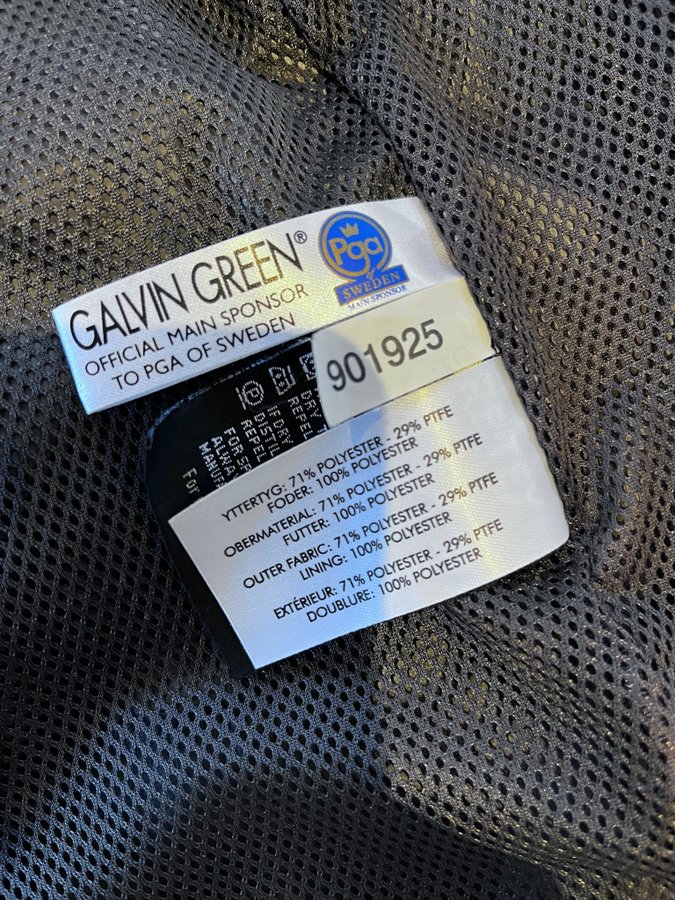 GALVIN GREEN®
OFFICIAL MAIN SPONSOR
TO PGA OF SWEDEN
Pga
of
SWEDEN
MAIN SPONSOR
901925
YTTERTYG: 71% POLYESTER - 29% PTFE
FODER: 100% POLYESTER
OBERMATERIAL: 71% POLYESTER - 29% PTFE
FUTTER: 100% POLYESTER
OUTER FABRIC: 71% POLYESTER - 29% PTFE
LINING: 100% POLYESTER
EXTÉRIEUR: 71% POLYESTER - 29% PTFE
DOUBLURE: 100% POLYESTER